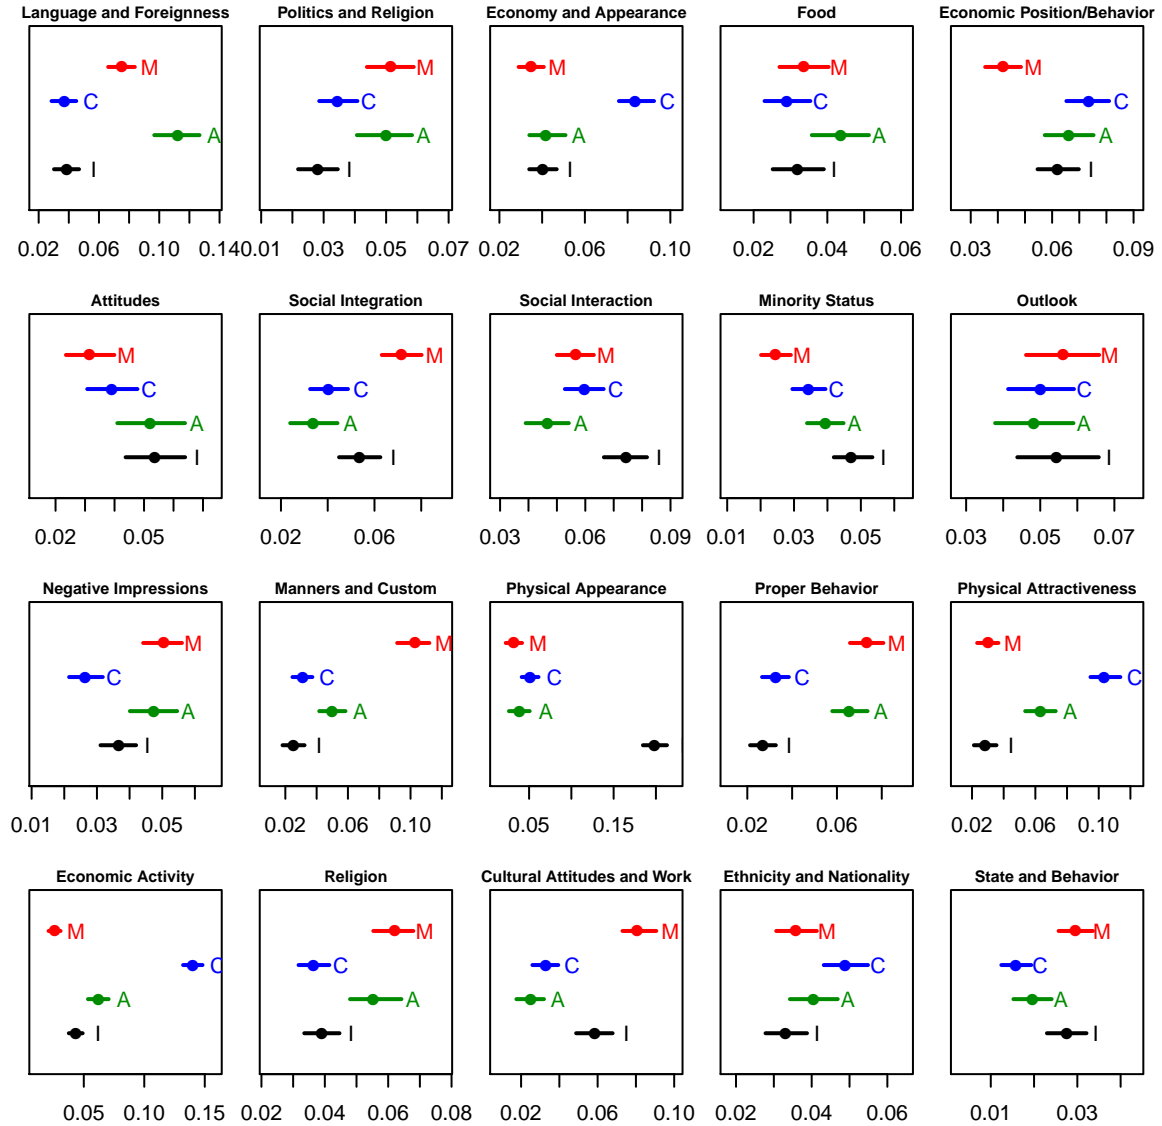 Language and Foreignness
M
C
A
I
0.02 0.06 0.10 0.14
Politics and Religion
M
C
A
I
0.01 0.03 0.05 0.07
Economy and Appearance
M
C
A
I
0.02 0.06 0.10
Food
M
C
A
I
0.02 0.04 0.06
Economic Position/Behavior
M
C
A
I
0.03 0.06 0.09
Attitudes
M
C
A
I
0.02 0.05
Social Integration
M
C
A
I
0.02 0.06
Social Interaction
M
C
A
I
0.03 0.06 0.09
Minority Status
M
C
A
I
0.01 0.03 0.05
Outlook
M
C
A
I
0.03 0.05 0.07
Negative Impressions
M
C
A
I
0.01 0.03 0.05
Manners and Custom
M
C
A
I
0.02 0.06 0.10
Physical Appearance
M
C
A
0.05 0.15
Proper Behavior
M
C
A
I
0.02 0.06
Physical Attractiveness
M
C
A
I
0.02 0.06 0.10
Economic Activity
M
C
A
I
0.05 0.10 0.15
Religion
M
C
A
I
0.02 0.04 0.06 0.08
Cultural Attitudes and Work
M
C
A
I
0.02 0.06 0.10
Ethnicity and Nationality
M
C
A
I
0.02 0.04 0.06
State and Behavior
M
C
A
I
0.01 0.03